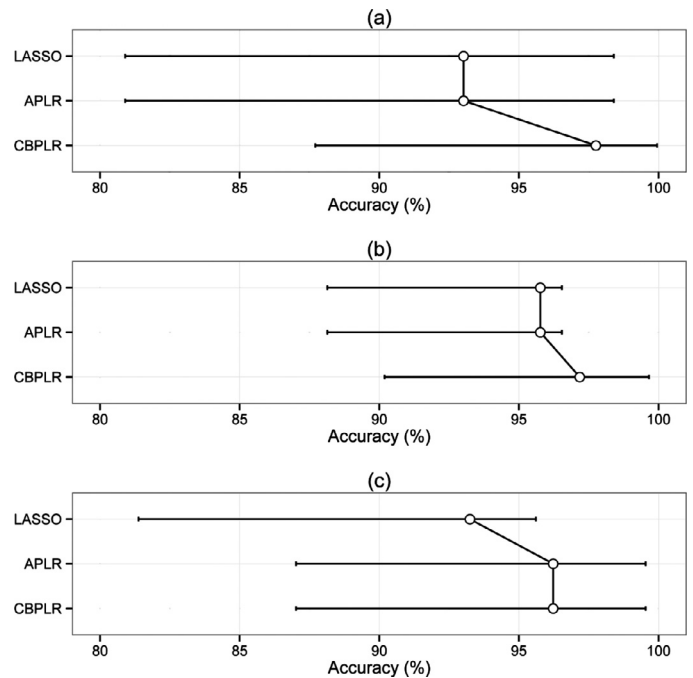 (a)
LASSO
APLR
CBPLR
80 85 90 95 100
Accuracy (%)
(b)
LASSO
APLR
CBPLR
80 85 90 95 100
Accuracy (%)
(c)
LASSO
APLR
CBPLR
80 85 90 95 100
Accuracy (%)